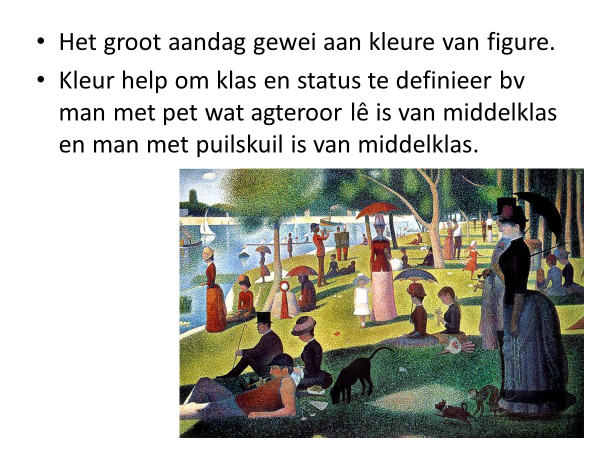 • Het groot aandag gewei aan kleure van figure.
• Kleur help om klas en status te definieer bv
man met pet wat agteroor lê is van middelklas
en man met puilskuil is van middelklas.